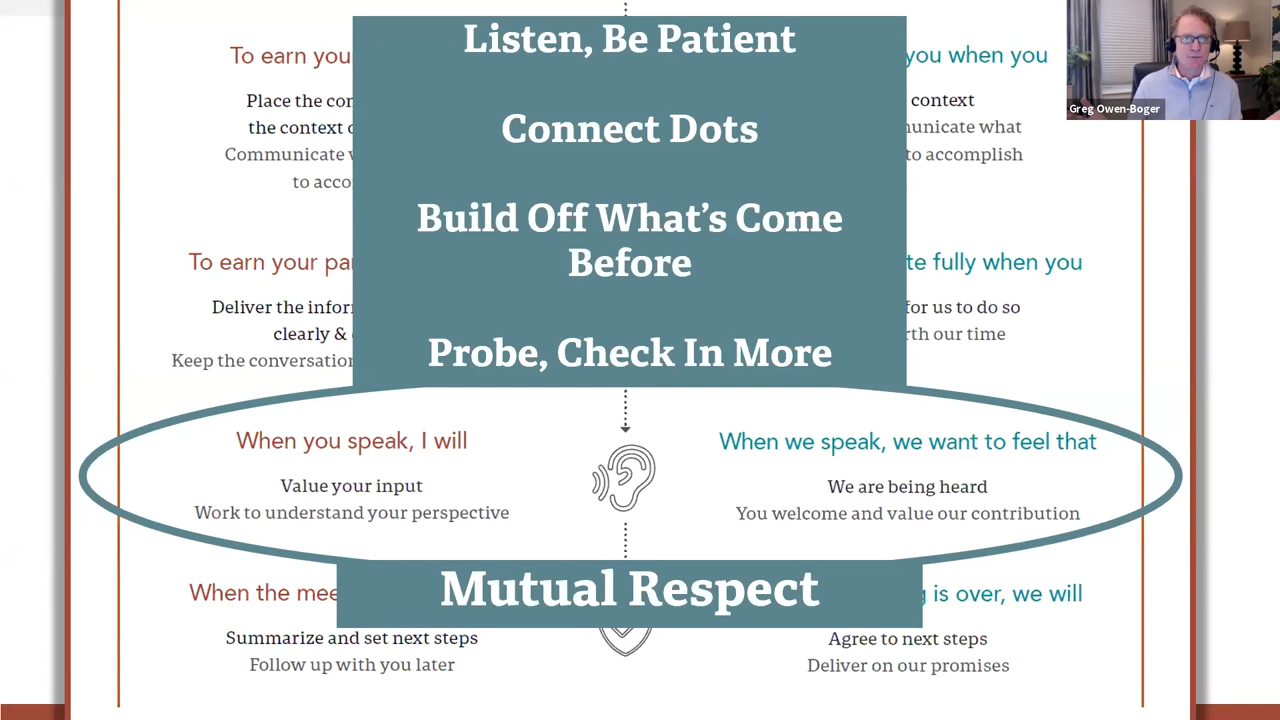 Listen, Be Patient
Connect Dots
Build Off What’s Come
Before
Probe, Check In More
To earn you
Place the con
the context o
Communicate w
to acco
you when you
context
unicate what
to accomplish
Greg Owen-Boger
To earn your par
Deliver the infor
clearly &
Keep the conversation
te fully when you
for us to do so
rth our time
When you speak, I will
Value your input
Work to understand your perspective
When we speak, we want to feel that
We are being heard
You welcome and value our contribution
Mutual Respect
When the mee
Summarize and set next steps
Follow up with you later
g is over, we will
Agree to next steps
Deliver on our promises